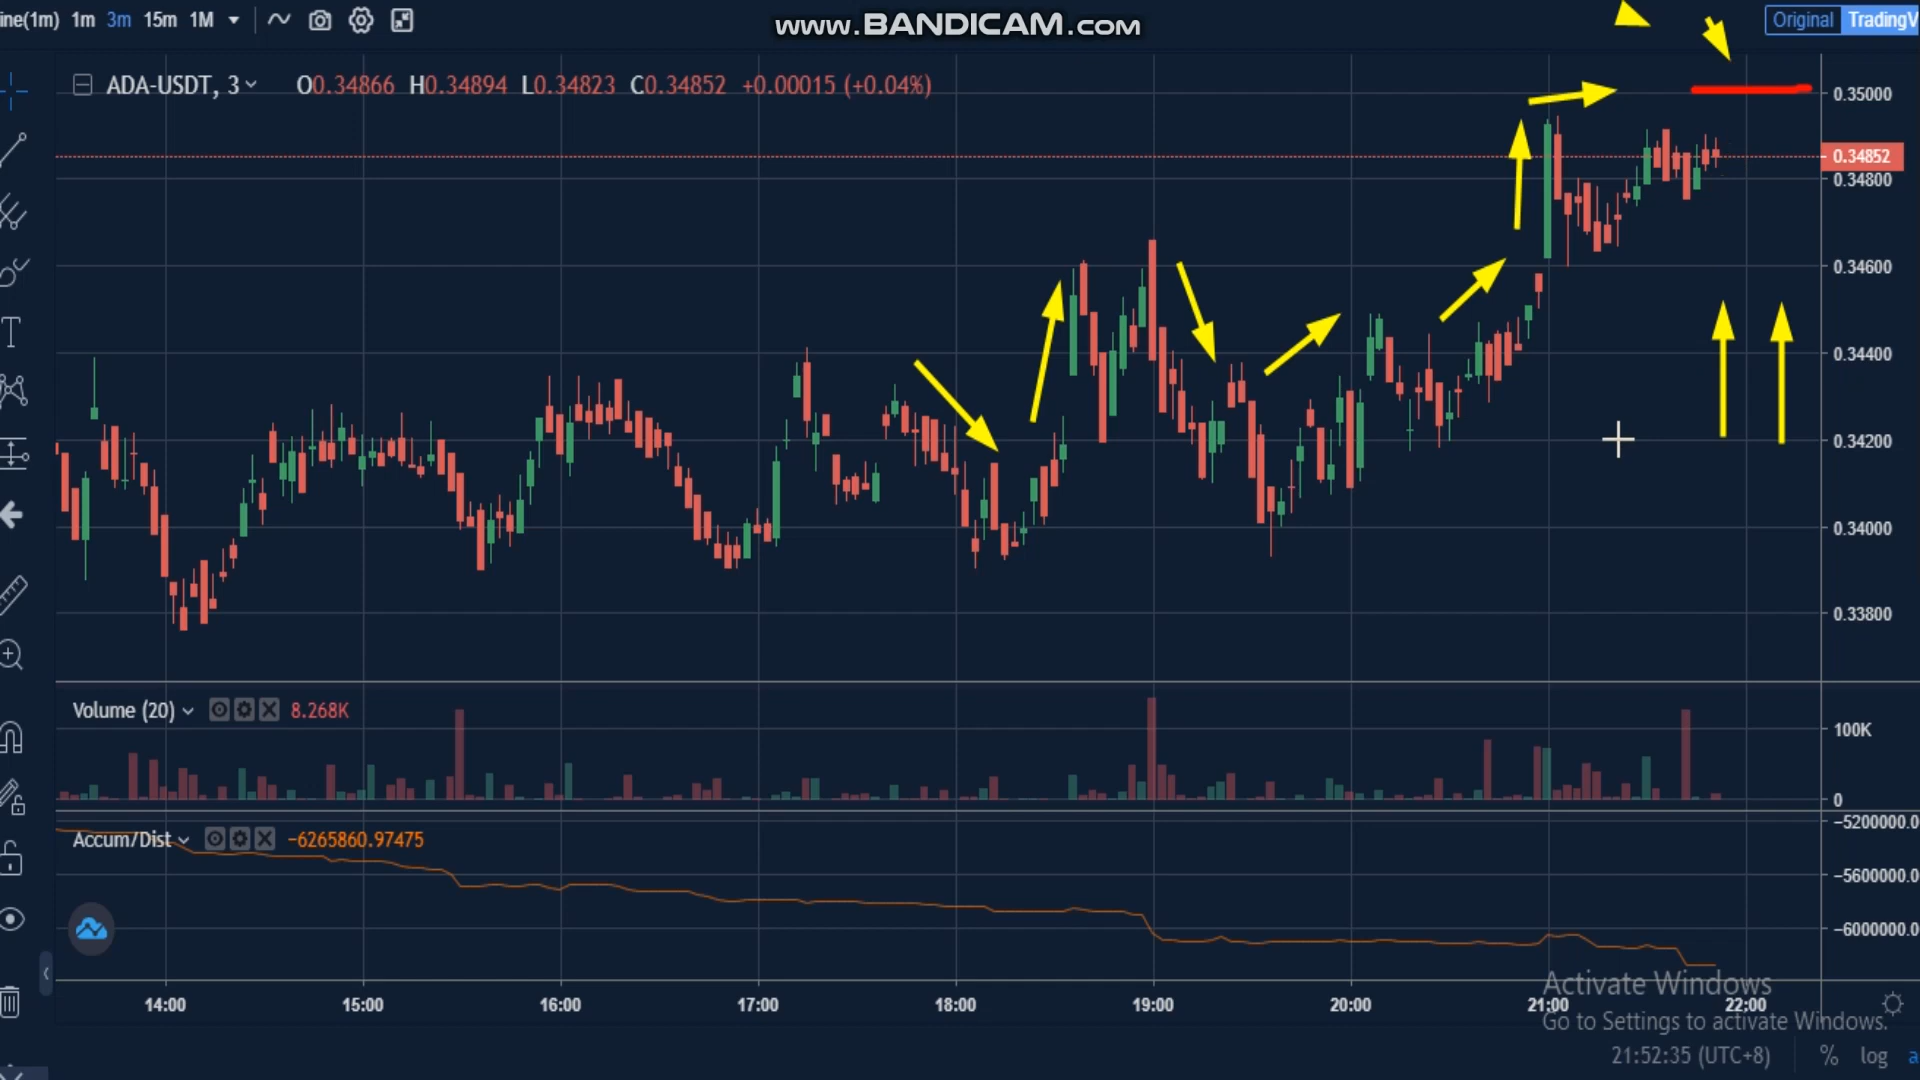 ine(1m) 1m 3m 15m 1M
www.BANDICAM.com
Original TradingV
ADA-USDT, 3 O0.34866 H0.34894 L0.34823 C0.34852 +0.00015 (+0.04%)
0.35000
0.34852
0.34800
0.34600
0.34400
0.34200
0.34000
0.33800
Volume (20) 8.268K
100K
0
Accum/Dist -6265860.97475
-5200000.0
-5600000.0
-6000000.0
14:00 15:00 16:00 17:00 18:00 19:00 20:00 21:00 22:00
Activate Windows
Go to Settings to activate Windows.
21:52:35 (UTC+8) % log a